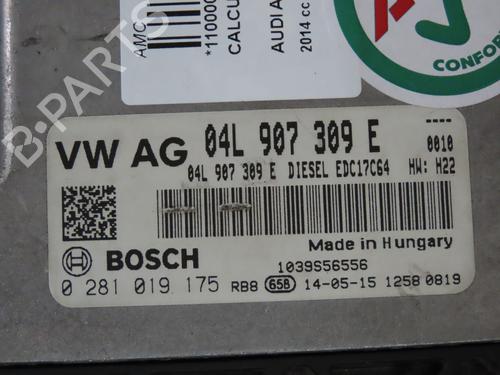 AMC
*110000
CALCU
AUDI A
2014 cc
CONFOR
B-PARTS
VW AG 04L 907 309 E ----
04L 907 309 E DIESEL EDC17C64 HW: H22
0010
Made in Hungary
BOSCH 1039S56556
0 281 019 175 RB8 658 14-05-15 1258 0819